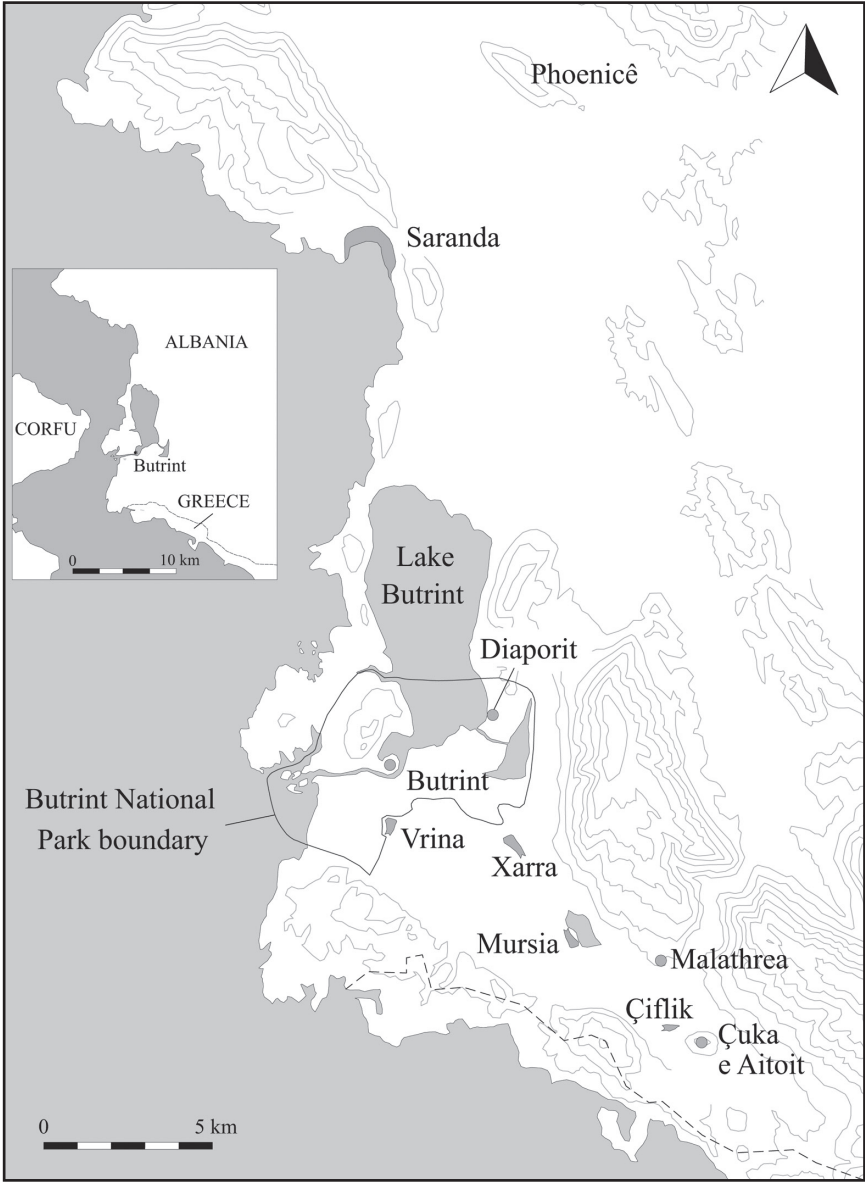 Phoenicê
Saranda
ALBANIA
CORFU
Butrint
GREECE
0 10 km
Lake
Butrint
Diaporit
Butrint
Butrint National
Park boundary
Vrina
Xarra
Mursia
Malathrea
Çiflik
Çuka
e Aitoit
0 5 km